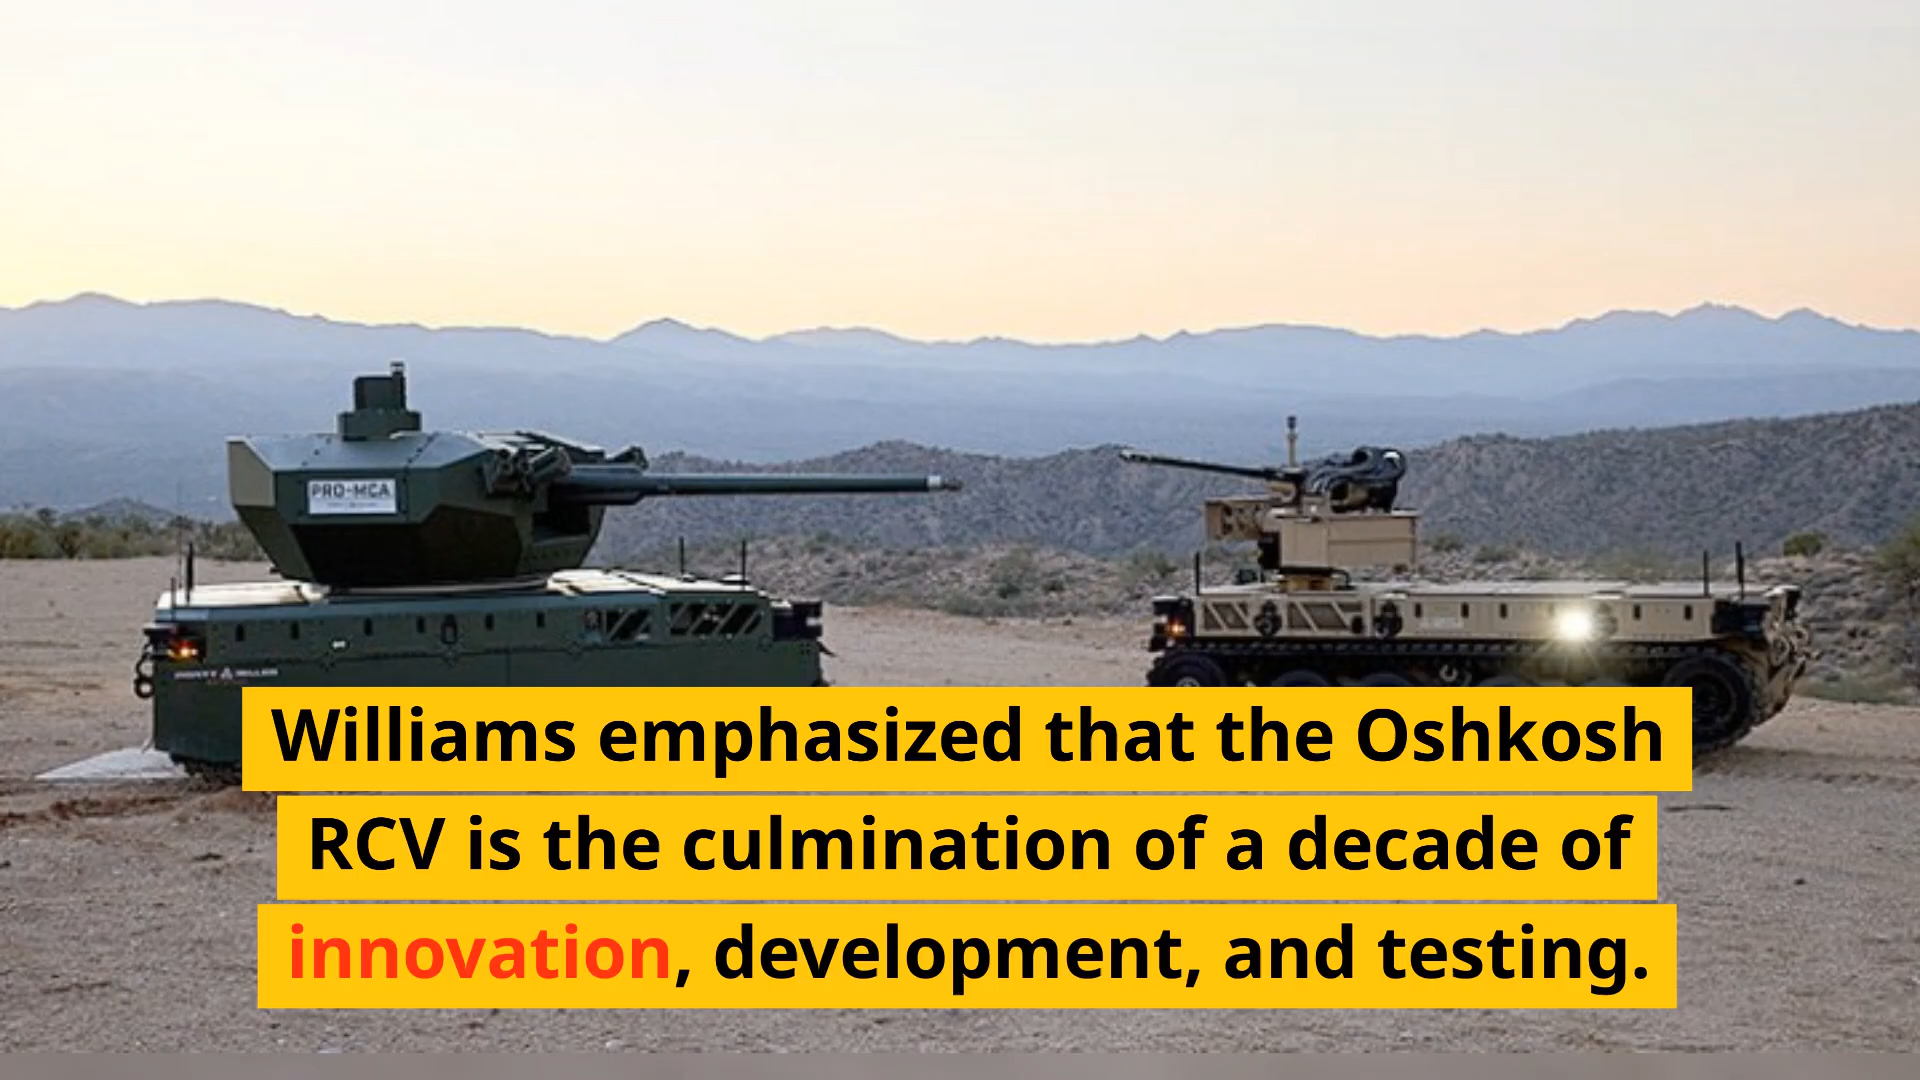 PRO-MCA
Williams emphasized that the Oshkosh
RCV is the culmination of a decade of
innovation, development, and testing.